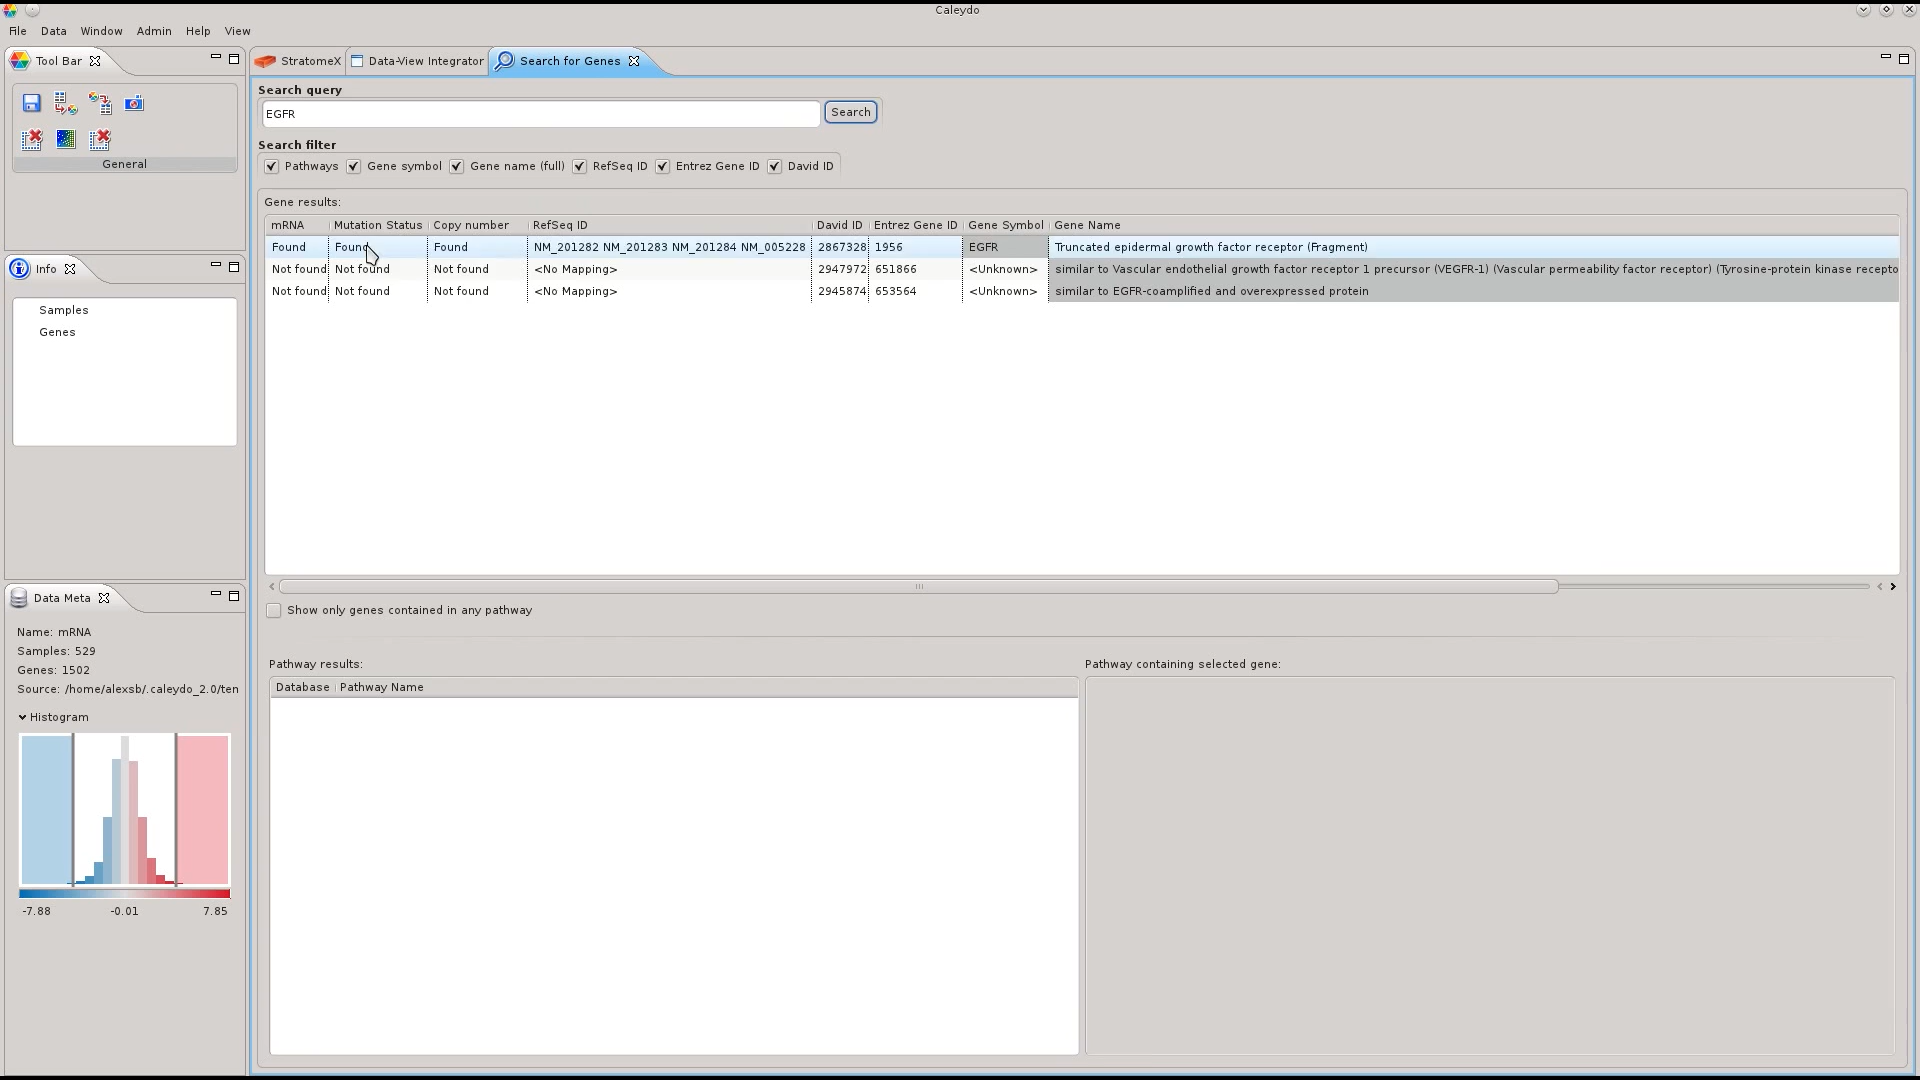 Caleydo
File Data Window Admin Help View
Tool Bar
StratomeX Data-View Integrator Search for Genes
Search query
EGFR Search
General
Search filter
Pathways Gene symbol Gene name (full) RefSeq ID Entrez Gene ID David ID
Gene results:
mRNA Mutation Status Copy number RefSeq ID David ID Entrez Gene ID Gene Symbol Gene Name
Found Found Found NM_201282 NM_201283 NM_201284 NM_005228 2867328 1956 EGFR Truncated epidermal growth factor receptor (Fragment)
Not found Not found Not found <No Mapping> 2947972 651866 <Unknown> similar to Vascular endothelial growth factor receptor 1 precursor (VEGFR-1) (Vascular permeability factor receptor) (Tyrosine-protein kinase recepto
Not found Not found Not found <No Mapping> 2945874 653564 <Unknown> similar to EGFR-coamplified and overexpressed protein
Info
Samples
Genes
Show only genes contained in any pathway
Pathway results:
Database Pathway Name
Pathway containing selected gene:
Data Meta
Name: mRNA
Samples: 529
Genes: 1502
Source: /home/alexsb/.caleydo_2.0/ten
Histogram
-7.88 -0.01 7.85